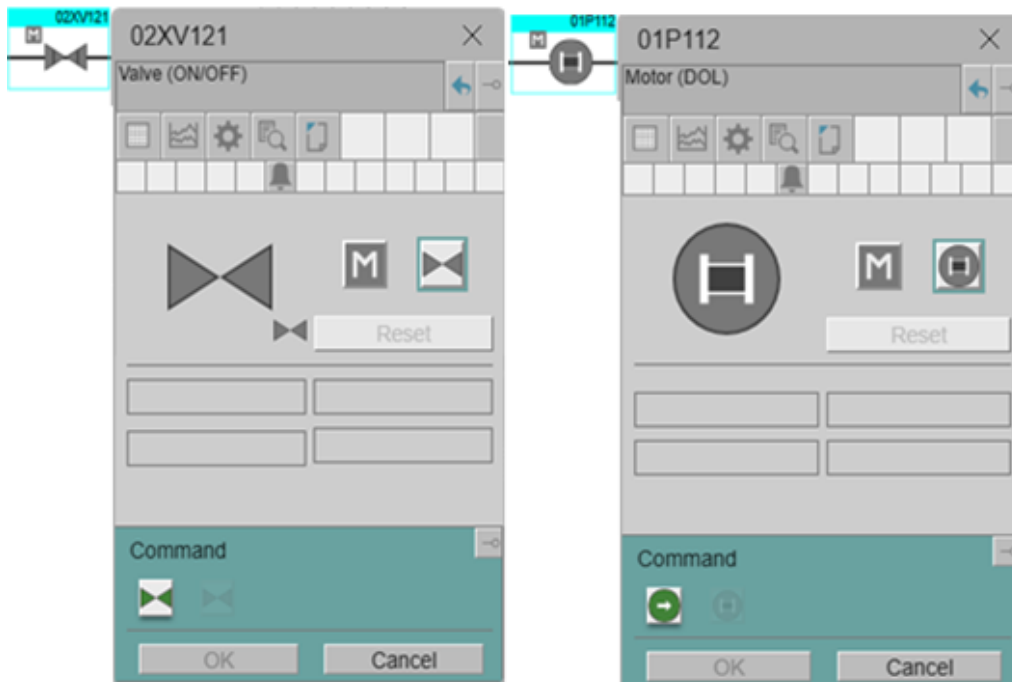 02XV121
M
02XV121
Valve (ON/OFF)
M
Reset
Command
OK
Cancel
01P112
M
01P112
Motor (DOL)
M
Reset
Command
OK
Cancel